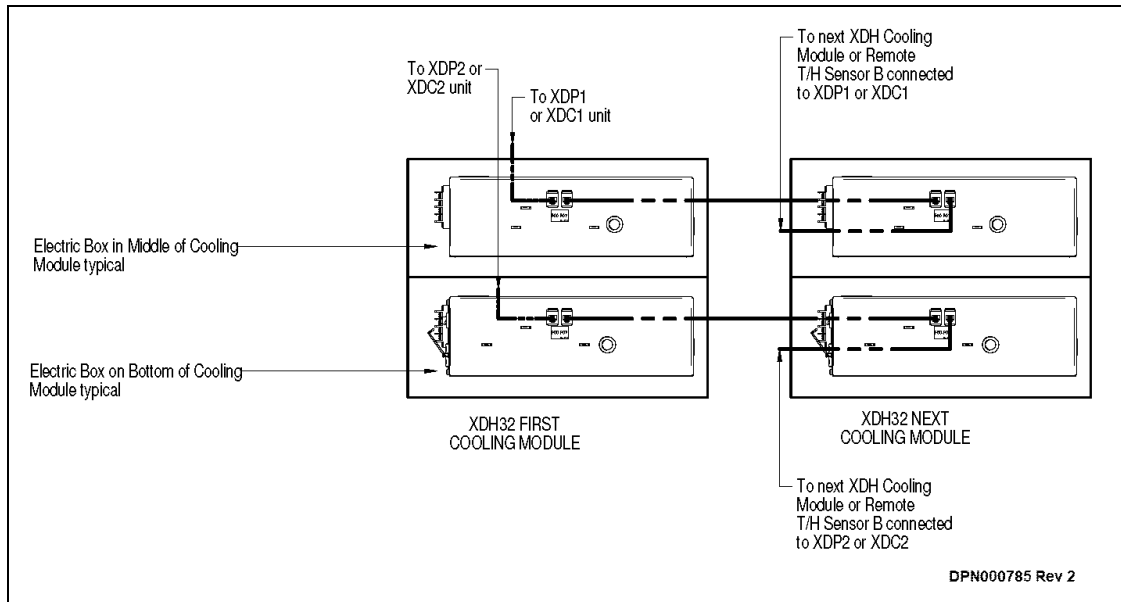 To next XDH Cooling
Module or Remote
T/H Sensor B connected
to XDP1 or XDC1
To XDP2 or
XDC2 unit
To XDP1
or XDC1 unit
Electric Box in Middle of Cooling
Module typical
Electric Box on Bottom of Cooling
Module typical
XDH32 FIRST
COOLING MODULE
XDH32 NEXT
COOLING MODULE
To next XDH Cooling
Module or Remote
T/H Sensor B connected
to XDP2 or XDC2
DPN000785 Rev 2